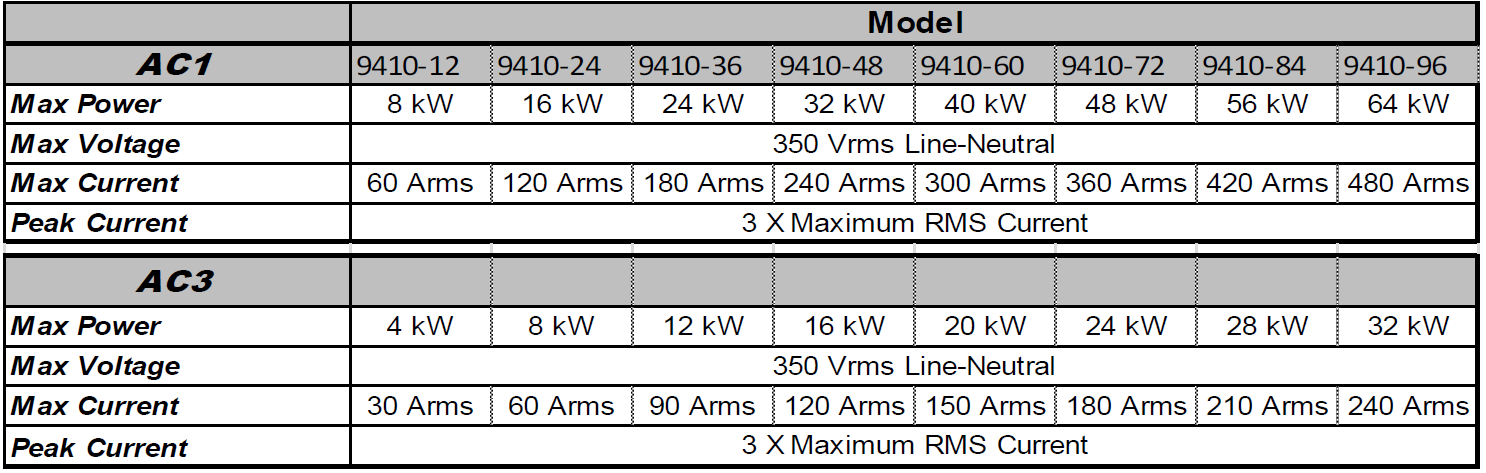 Model
AC1 9410-12 9410-24 9410-36 9410-48 9410-60 9410-72 9410-84 9410-96
Max Power 8 kW 16 kW 24 kW 32 kW 40 kW 48 kW 56 kW 64 kW
Max Voltage 350 Vrms Line-Neutral
Max Current 60 Arms 120 Arms 180 Arms 240 Arms 300 Arms 360 Arms 420 Arms 480 Arms
Peak Current 3 X Maximum RMS Current
AC3
Max Power 4 kW 8 kW 12 kW 16 kW 20 kW 24 kW 28 kW 32 kW
Max Voltage 350 Vrms Line-Neutral
Max Current 30 Arms 60 Arms 90 Arms 120 Arms 150 Arms 180 Arms 210 Arms 240 Arms
Peak Current 3 X Maximum RMS Current